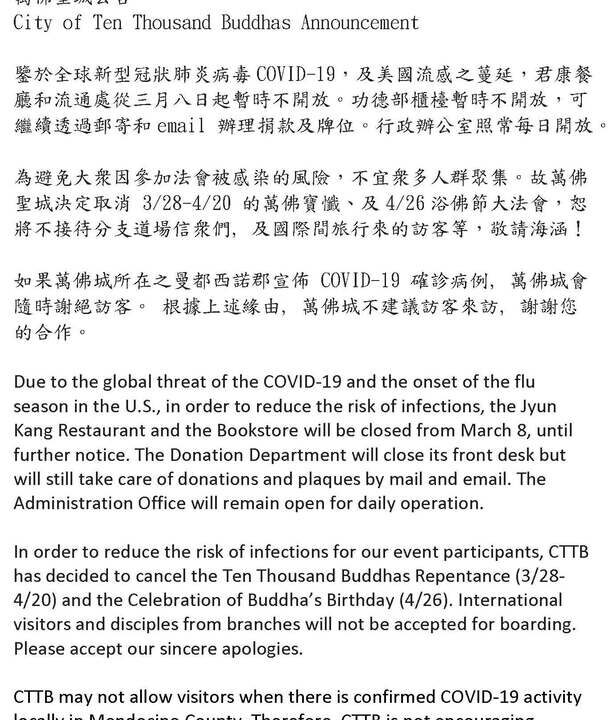 萬佛聖城公告
City of Ten Thousand Buddhas Announcement
鑒於全球新型冠狀肺炎病毒 COVID-19，及美國流感之蔓延，君康餐
廳和流通處從三月八日起暫時不開放。功德部櫃檯暫時不開放，可
繼續透過郵寄和 email 辦理捐款及牌位。行政辦公室照常每日開放。
為避免大眾因參加法會被感染的風險，不宜眾多人群聚集。故萬佛
聖城決定取消 3/28-4/20 的萬佛寶懺、及 4/26 浴佛節大法會，恕
將不接待分支道場信眾們, 及國際間旅行來的訪客等，敬請海涵！
如果萬佛城所在之曼都西諾郡宣佈 COVID-19 確診病例, 萬佛城會
隨時謝絕訪客。 根據上述緣由, 萬佛城不建議訪客來訪, 謝謝您
的合作。
Due to the global threat of the COVID-19 and the onset of the flu
season in the U.S., in order to reduce the risk of infections, the Jyun
Kang Restaurant and the Bookstore will be closed from March 8, until
further notice. The Donation Department will close its front desk but
will still take care of donations and plaques by mail and email. The
Administration Office will remain open for daily operation.
In order to reduce the risk of infections for our event participants, CTTB
has decided to cancel the Ten Thousand Buddhas Repentance (3/28-
4/20) and the Celebration of Buddha's Birthday (4/26). International
visitors and disciples from branches will not be accepted for boarding.
Please accept our sincere apologies.
CTTB may not allow visitors when there is confirmed COVID-19 activity
locally in Mendocino County. Therefore, CTTB is not encouraging